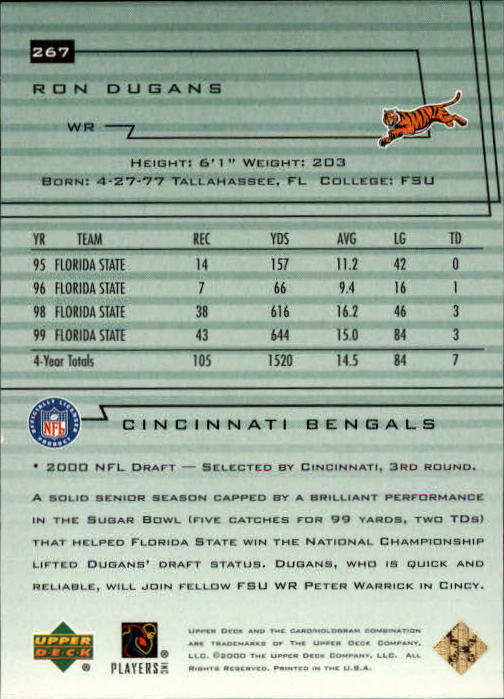 267
RON DUGANS
WR
HEIGHT: 6'1" WEIGHT: 203
BORN: 4-27-77 TALLAHASSEE, FL COLLEGE: FSU
YR TEAM REC YDS AVG LG TD
95 FLORIDA STATE 14 157 11.2 42 0
96 FLORIDA STATE 7 66 9.4 16 1
98 FLORIDA STATE 38 616 16.2 46 3
99 FLORIDA STATE 43 644 15.0 84 3
4-Year Totals 105 1520 14.5 84 7
OFFICIALLY LICENSED
NFL
PRODUCT
CINCINNATI BENGALS
• 2000 NFL DRAFT — SELECTED BY CINCINNATI, 3RD ROUND.
A SOLID SENIOR SEASON CAPPED BY A BRILLIANT PERFORMANCE
IN THE SUGAR BOWL (FIVE CATCHES FOR 99 YARDS, TWO TDs)
THAT HELPED FLORIDA STATE WIN THE NATIONAL CHAMPIONSHIP
LIFTED DUGANS' DRAFT STATUS. DUGANS, WHO IS QUICK AND
RELIABLE, WILL JOIN FELLOW FSU WR PETER WARRICK IN CINCY.
UPPER
DECK
®
PLAYERS INC
®
UPPER DECK AND THE CARD/HOLOGRAM COMBINATION
ARE TRADEMARKS OF THE UPPER DECK COMPANY,
LLC. ©2000 THE UPPER DECK COMPANY, LLC. ALL
RIGHTS RESERVED. PRINTED IN THE U.S.A.